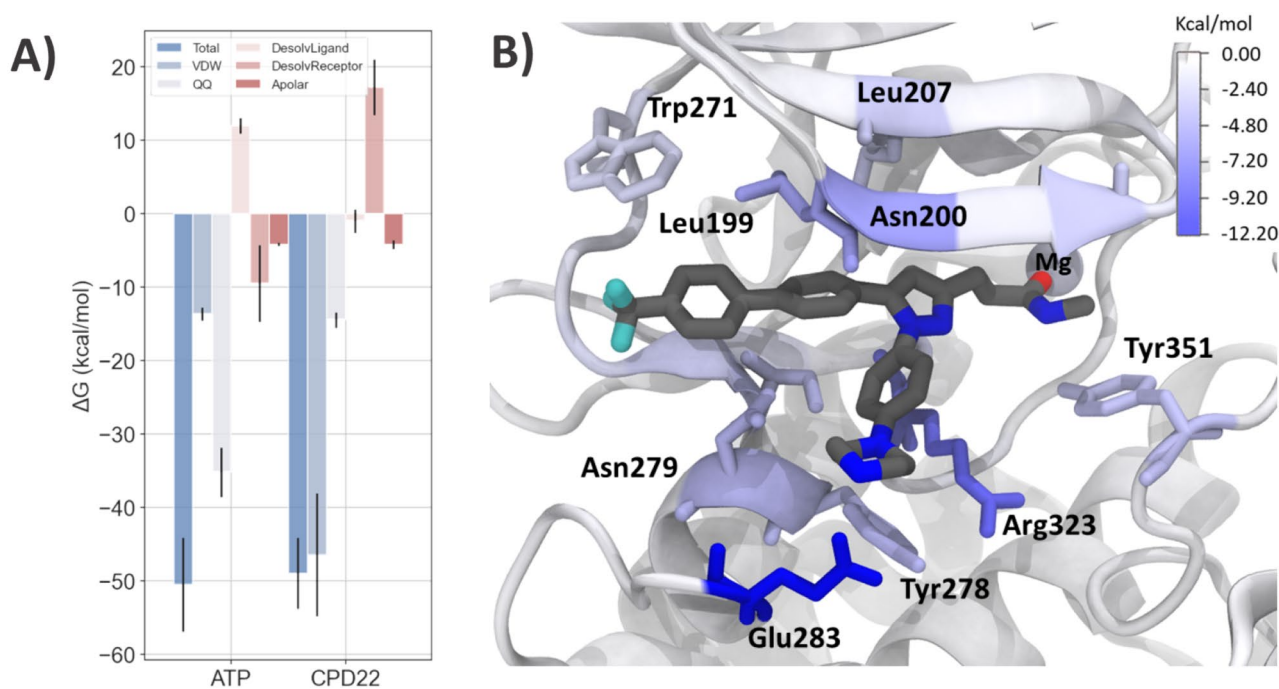 A)
Total
VDW
QQ
DesolvLigand
DesolvReceptor
Apolar
ΔG (kcal/mol)
20
10
0
−10
−20
−30
−40
−50
−60
ATP
CPD22
B)
Kcal/mol
0.00
-2.40
-4.80
-7.20
-9.20
-12.20
Trp271
Leu207
Leu199
Asn200
Mg
Tyr351
Asn279
Arg323
Tyr278
Glu283